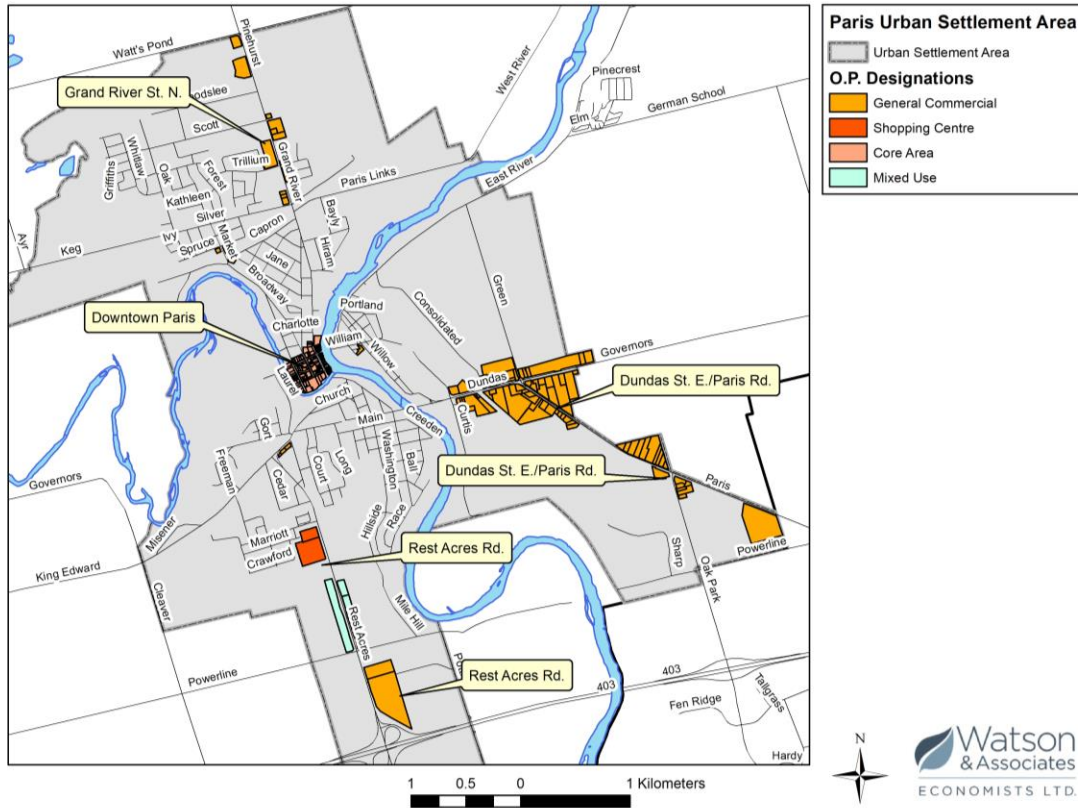 Paris Urban Settlement Area
Urban Settlement Area
O.P. Designations
General Commercial
Shopping Centre
Core Area
Mixed Use
Watt's Pond
Pinehurst
Grand River St. N.
odslee
Scott
Trillium
Grand River
Griffiths
Whitlaw
Oak
Forest
Kathleen
Silver
Ivy
Spruce
Market
Capron
Jane
Broadway
Bayly
Hiram
Paris Links
West River
East River
Pinecrest
Elm
German School
Ayr
Keg
Downtown Paris
Charlotte
William
Portland
Willow
Consolidated
Green
Governors
Dundas
Curtis
Dundas St. E./Paris Rd.
Dundas St. E./Paris Rd.
Paris
Powerline
Sharp
Oak Park
Laurel
Church
Main
Creeden
Gort
Freeman
Cedar
Court
Long
Washington
Ball
Hillside
Race
Governors
Misener
King Edward
Cleaver
Marriott
Crawford
Rest Acres Rd.
Rest Acres
Mile Hill
Powerline
Rest Acres Rd.
403
403
Fen Ridge
Tallgrass
Hardy
1 0.5 0 1 Kilometers
N
Watson
& Associates
ECONOMISTS LTD.